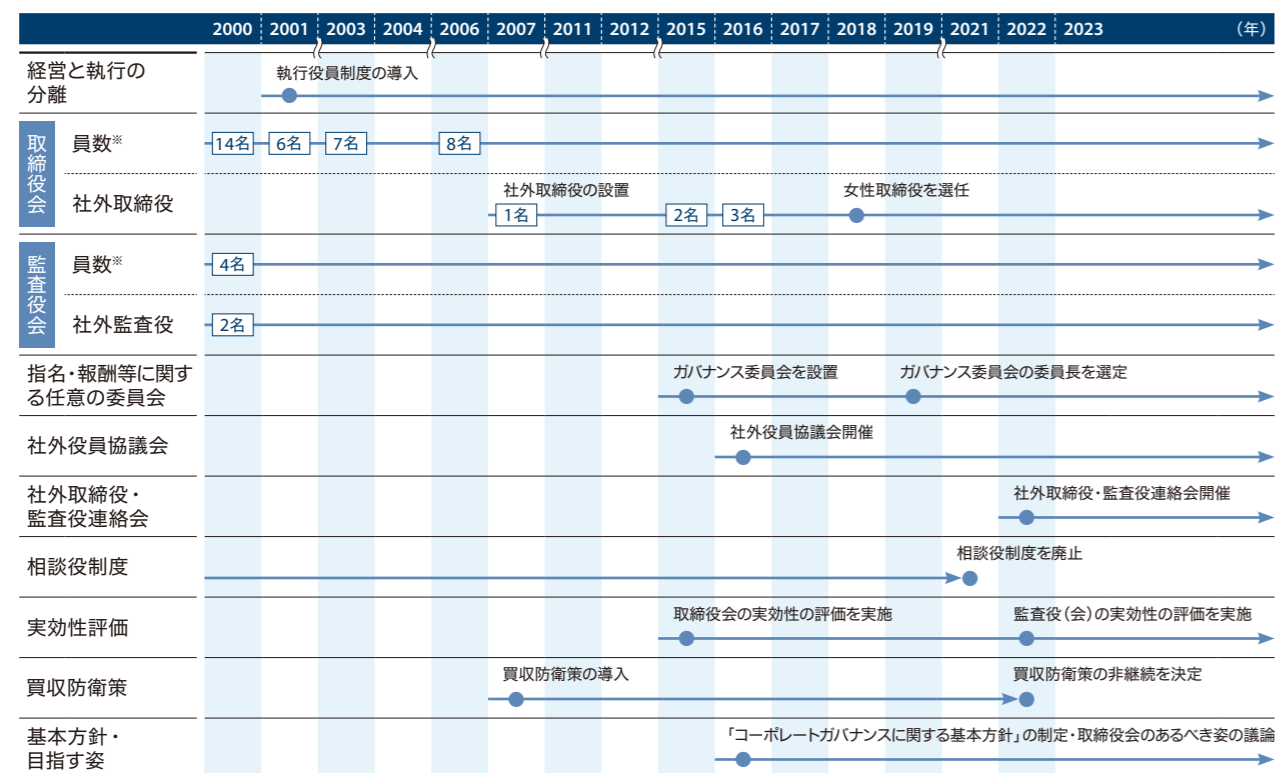 2000 2001 2003 2004 2006 2007 2011 2012 2015 2016 2017 2018 2019 2021 2022 2023 （年）
経営と執行の
分離
執行役員制度の導入
取締役会
員数※
14名 6名 7名 8名
社外取締役
社外取締役の設置
女性取締役を選任
1名 2名 3名
監査役会
員数※
4名
社外監査役
2名
指名・報酬等に関す
る任意の委員会
ガバナンス委員会を設置
ガバナンス委員会の委員長を選定
社外役員協議会
社外役員協議会開催
社外取締役・
監査役連絡会
社外取締役・監査役連絡会開催
相談役制度
相談役制度を廃止
実効性評価
取締役会の実効性の評価を実施
監査役（会）の実効性の評価を実施
買収防衛策
買収防衛策の導入
買収防衛策の非継続を決定
基本方針・
目指す姿
「コーポレートガバナンスに関する基本方針」の制定・取締役会のあるべき姿の議論